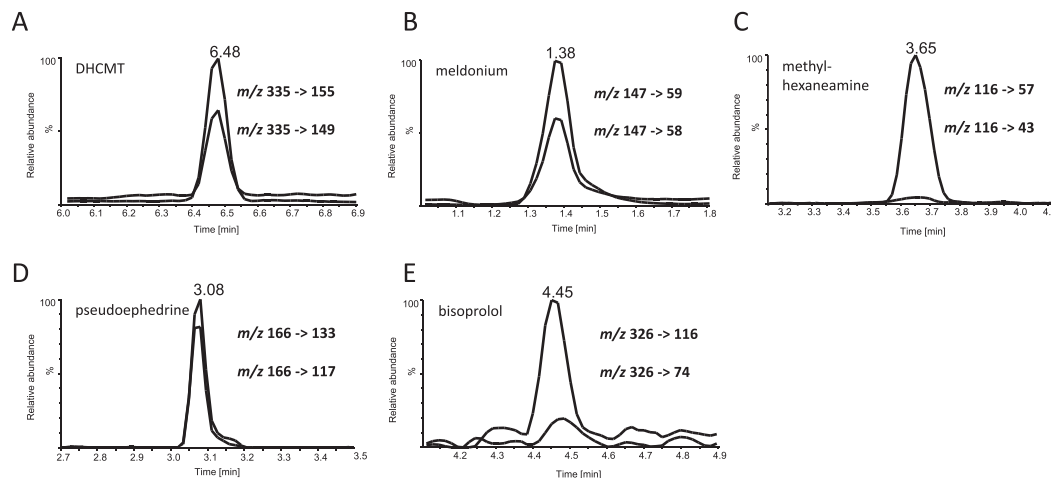 A
DHCMT
6.48
100
%
Relative abundance
m/z 335 -> 155
m/z 335 -> 149
6.0 6.1 6.2 6.3 6.4 6.5 6.6 6.7 6.8 6.9
Time [min]
B
meldonium
1.38
100
%
Relative abundance
m/z 147 -> 59
m/z 147 -> 58
1.1 1.2 1.3 1.4 1.5 1.6 1.7 1.8
Time [min]
C
methyl-
hexaneamine
3.65
100
%
Relative abundance
m/z 116 -> 57
m/z 116 -> 43
3.2 3.3 3.4 3.5 3.6 3.7 3.8 3.9 4.0 4.1
Time [min]
D
pseudoephedrine
3.08
100
%
Relative abundance
m/z 166 -> 133
m/z 166 -> 117
2.7 2.8 2.9 3.0 3.1 3.2 3.3 3.4 3.5
Time [min]
E
bisoprolol
4.45
100
%
Relative abundance
m/z 326 -> 116
m/z 326 -> 74
4.2 4.3 4.4 4.5 4.6 4.7 4.8 4.9
Time [min]